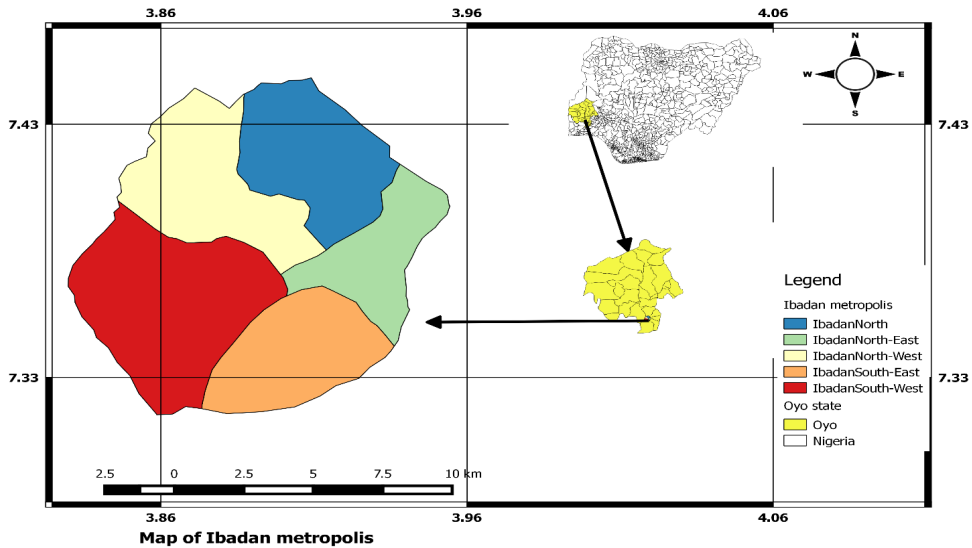 3.86 3.96 4.06
N
W E
S
7.43 7.43
Legend
Ibadan metropolis
IbadanNorth
IbadanNorth-East
IbadanNorth-West
IbadanSouth-East
IbadanSouth-West
7.33 7.33
Oyo state
Oyo
Nigeria
2.5 0 2.5 5 7.5 10 km
3.86 3.96 4.06
Map of Ibadan metropolis